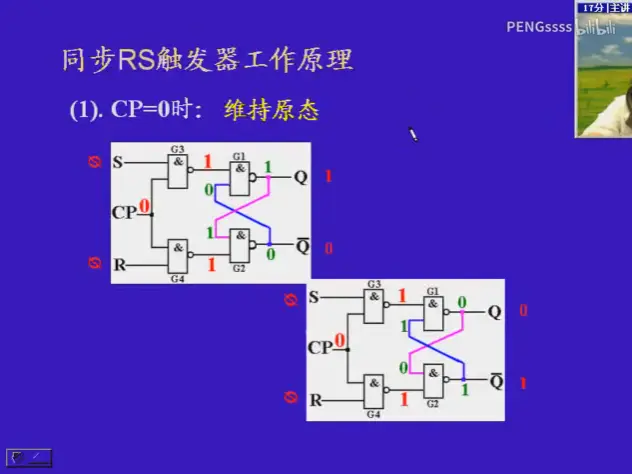 17分 | 主讲
PENGssss bilibili
同步RS触发器工作原理
(1). CP=0时: 维持原态
G3 G1
S & 1 & 1 Q 1
0
CP 0
1
R & 1 & 0 Q̅ 0
G4 G2
G3 G1
S & 1 & 0 Q 0
1
CP 0
0
R & 1 & 1 Q̅ 1
G4 G2